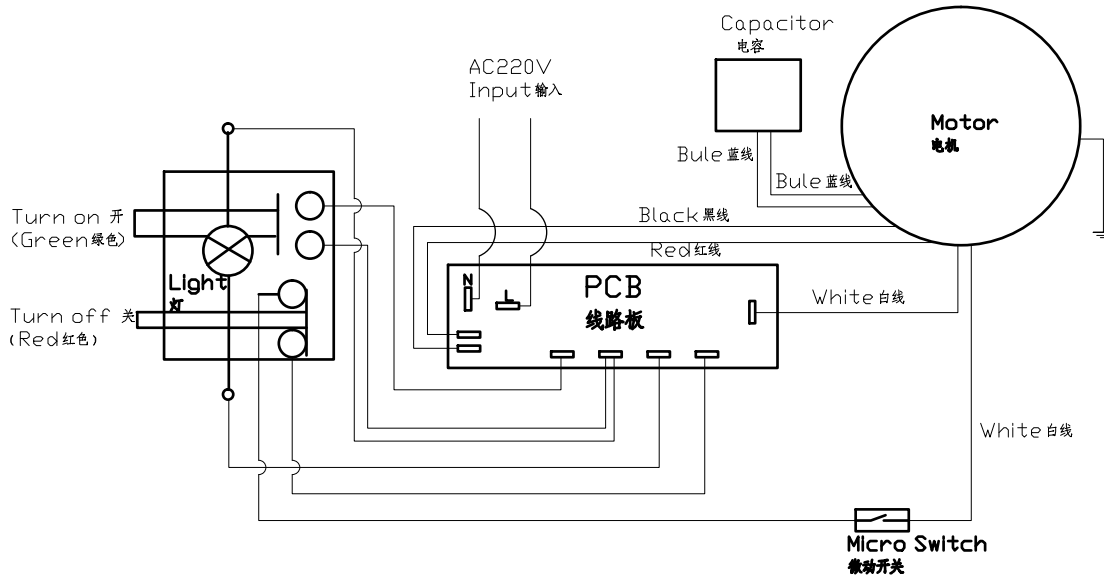 Capacitor
电容
AC220V
Input输入
Motor
电机
Bule蓝线
Bule蓝线
Turn on 开
(Green绿色)
Black黑线
Red红线
Light
灯
N
L
PCB
线路板
White白线
Turn off 关
(Red红色)
White白线
Micro Switch
微动开关